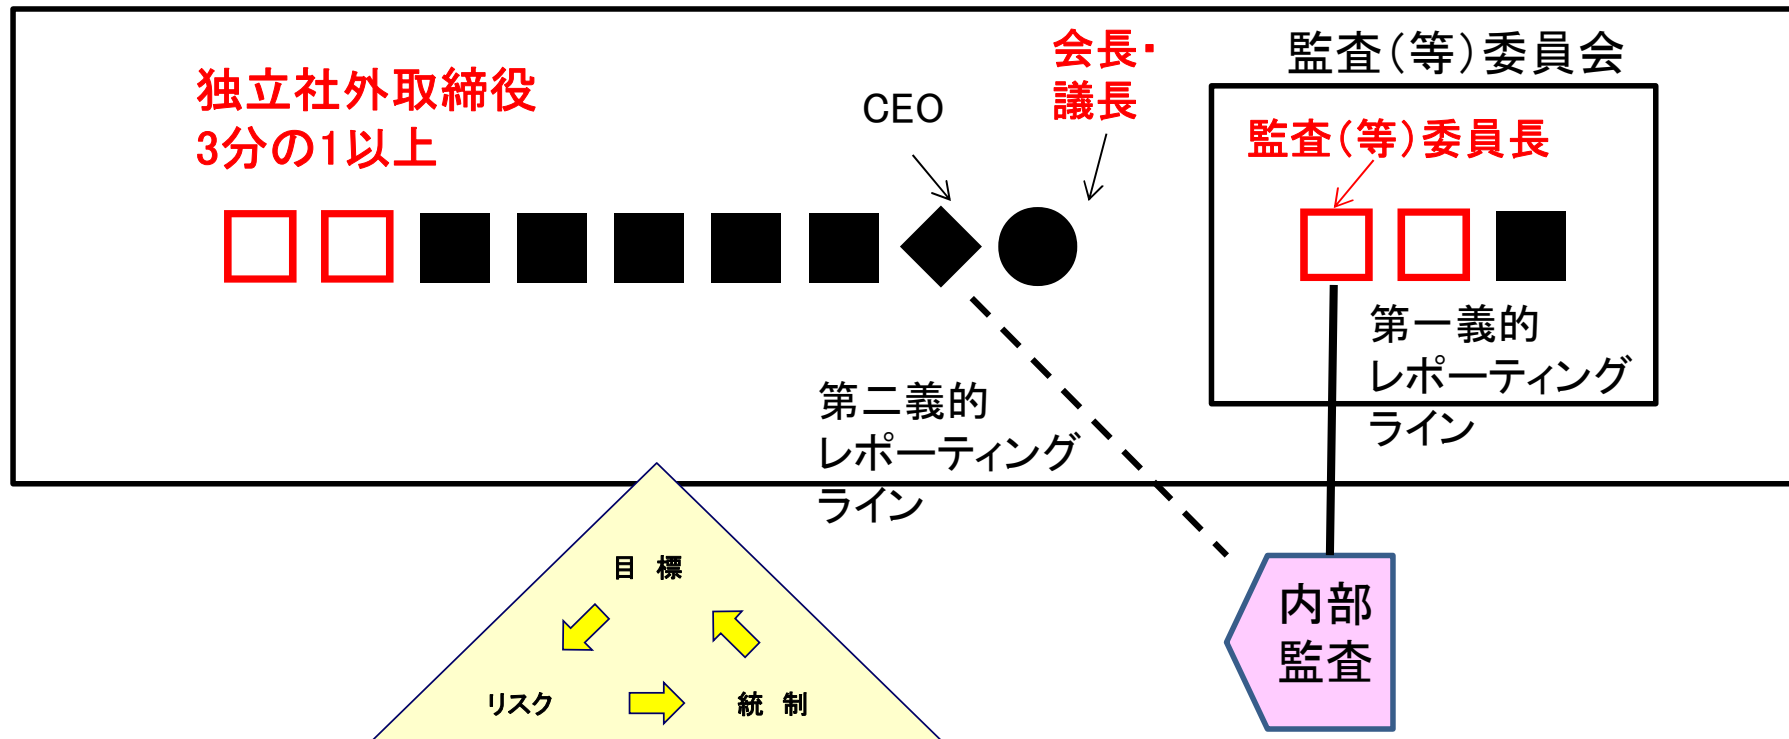 独立社外取締役
3分の1以上
CEO
会長・
議長
監査(等)委員会
監査(等)委員長
第一義的
レポーティング
ライン
第二義的
レポーティング
ライン
目 標
リスク
統 制
内部
監査